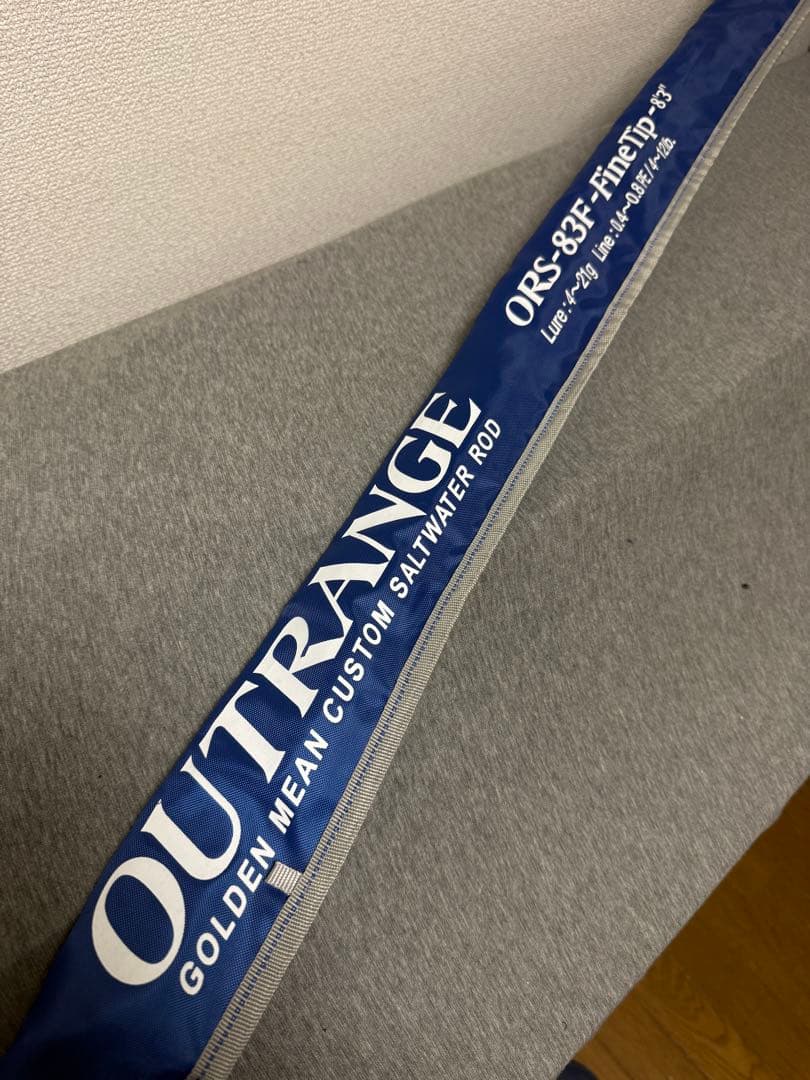 OUTRANGE
GOLDEN MEAN CUSTOM SALTWATER ROD
ORS-83F-FineTip-8'3"
Lure:4〜21g Line:0.4〜0.8PE/4〜12lb.